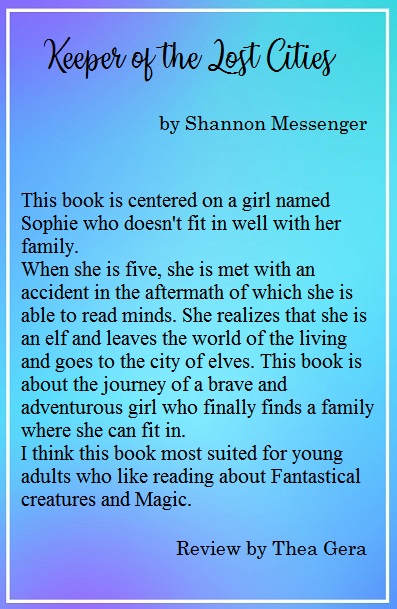 Keeper of the Lost Cities
by Shannon Messenger
This book is centered on a girl named
Sophie who doesn't fit in well with her
family.
When she is five, she is met with an
accident in the aftermath of which she is
able to read minds. She realizes that she is
an elf and leaves the world of the living
and goes to the city of elves. This book is
about the journey of a brave and
adventurous girl who finally finds a family
where she can fit in.
I think this book most suited for young
adults who like reading about Fantastical
creatures and Magic.
Review by Thea Gera